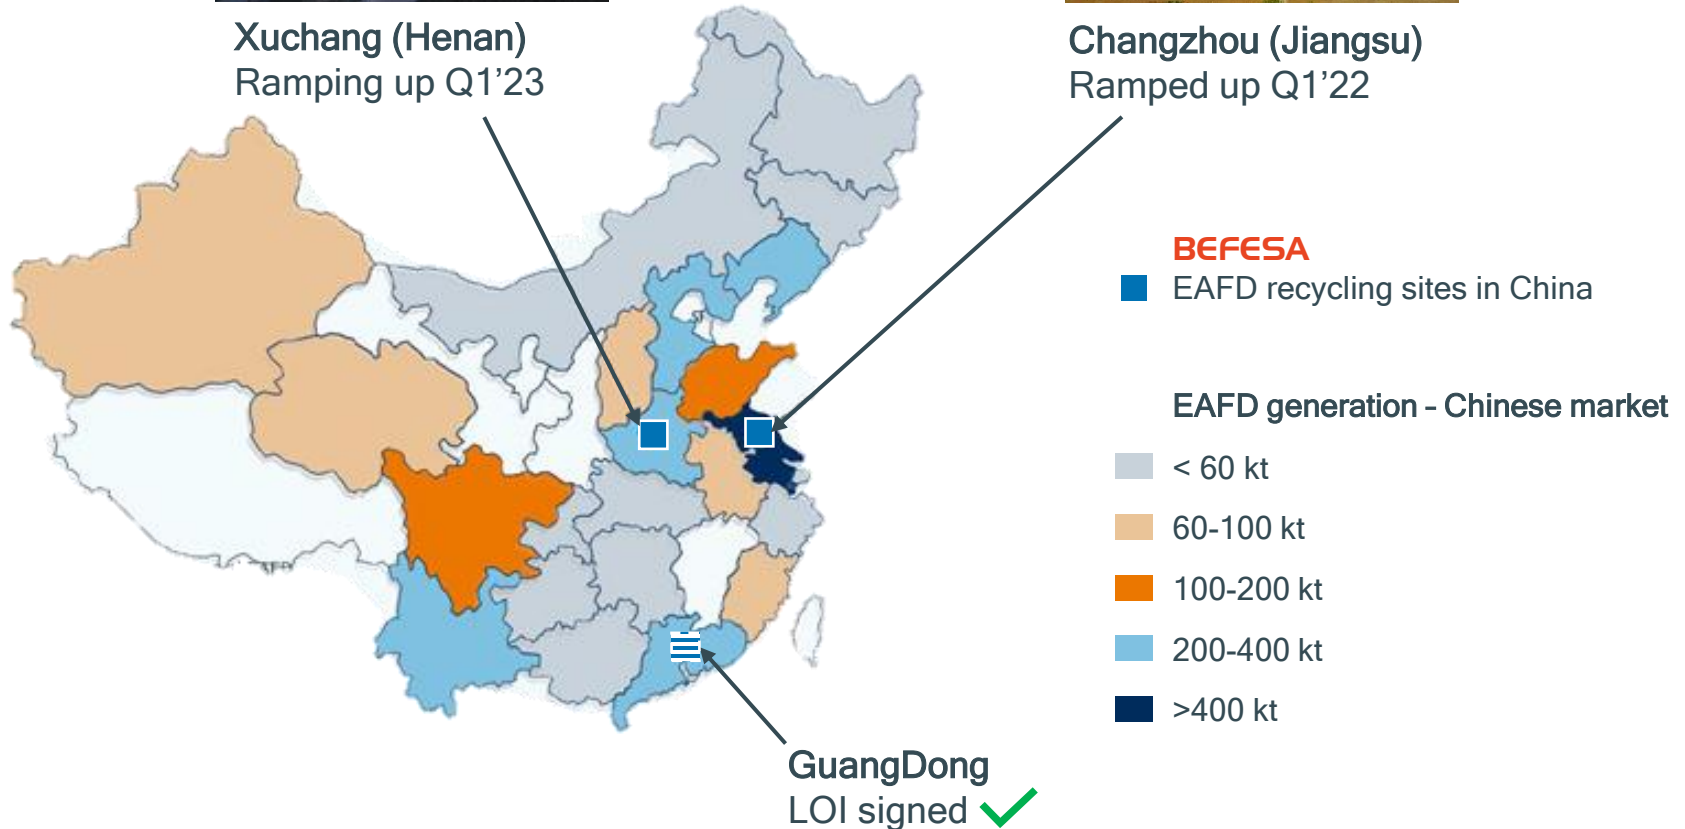 Xuchang (Henan)
Ramping up Q1’23
Changzhou (Jiangsu)
Ramped up Q1’22
BEFESA
EAFD recycling sites in China
EAFD generation - Chinese market
< 60 kt
60-100 kt
100-200 kt
200-400 kt
>400 kt
GuangDong
LOI signed